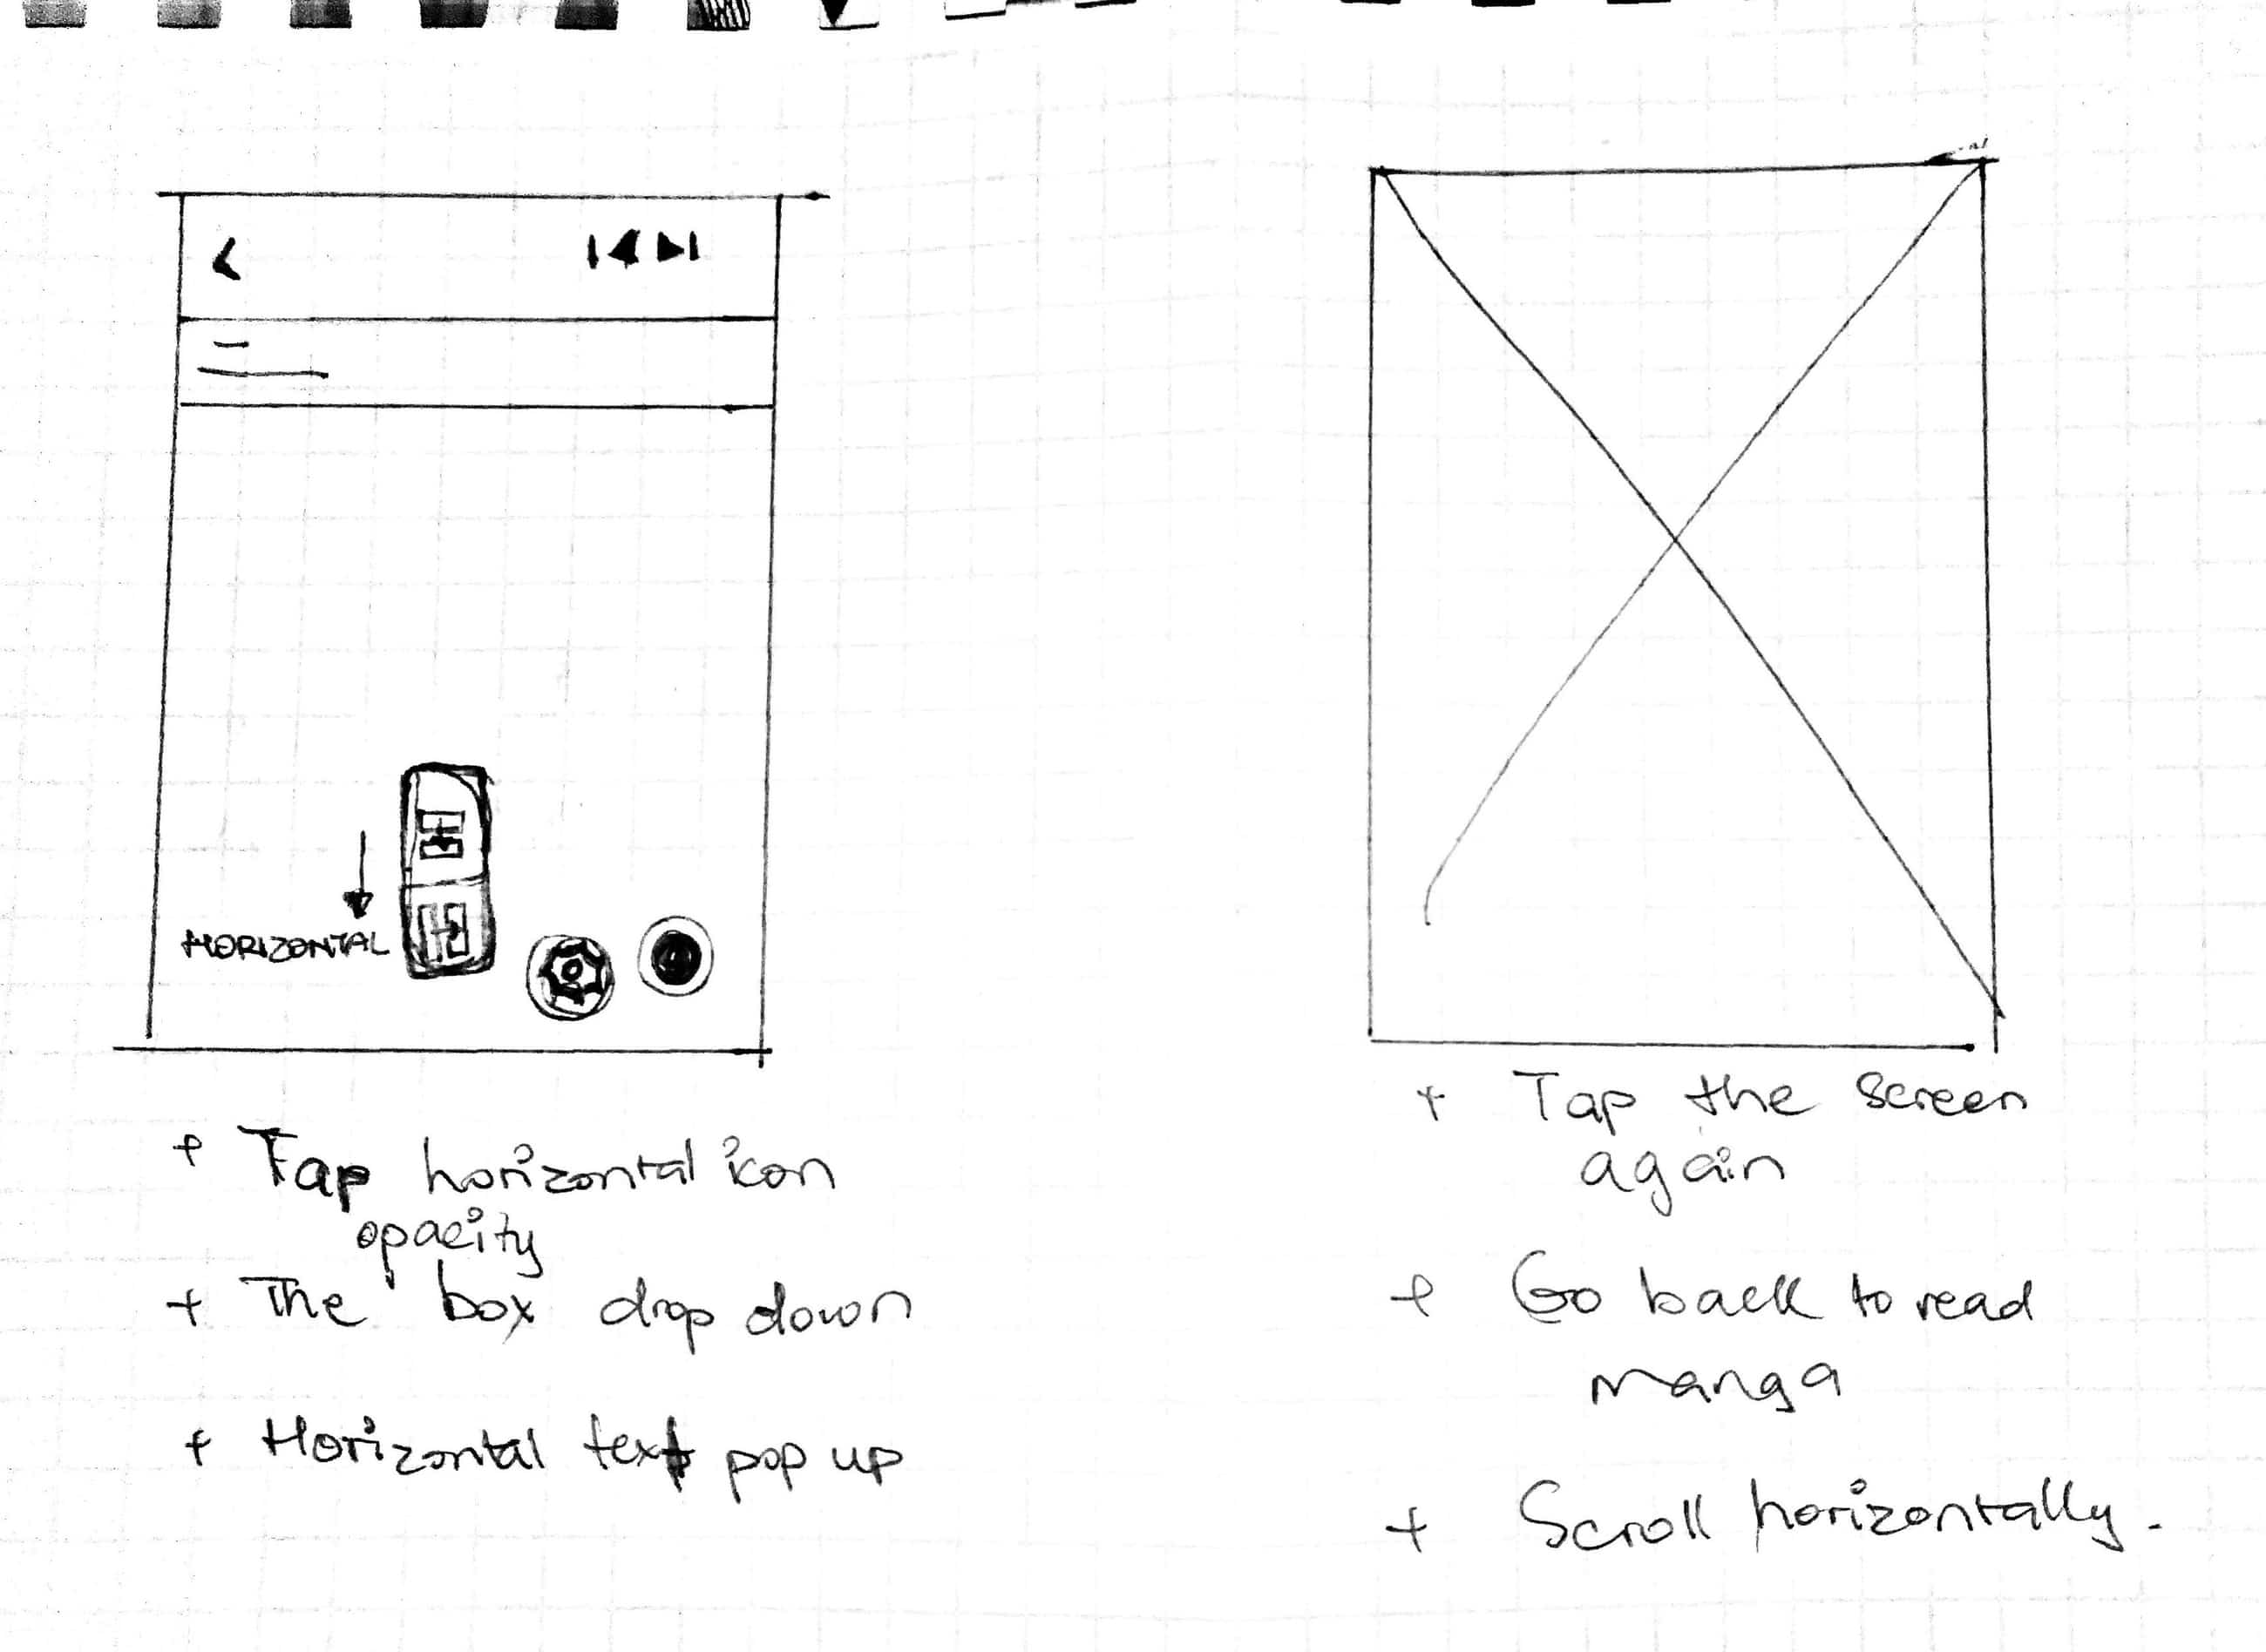 HORIZONTAL
+ Tap horizontal icon
opacity
+ The box drop down
+ Horizontal text pop up
+ Tap the screen
again
+ Go back to read
manga
+ Scroll horizontally.